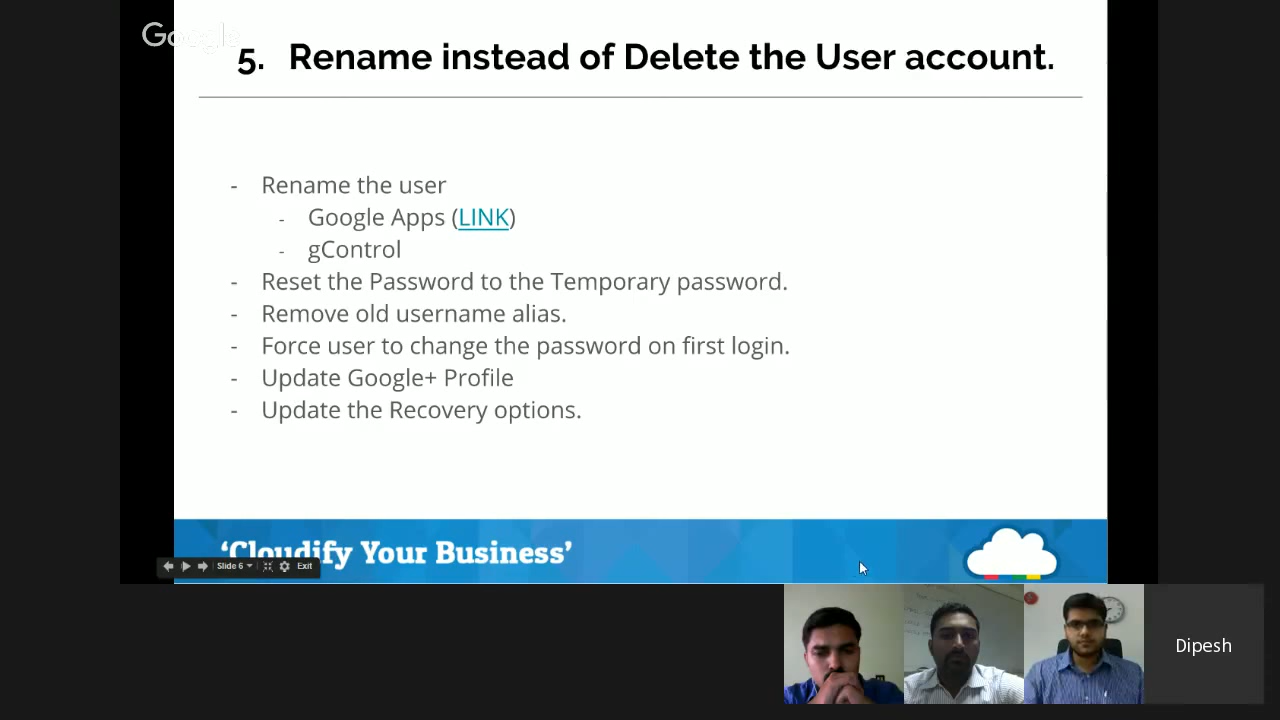 Google
5. Rename instead of Delete the User account.
- Rename the user
- Google Apps (LINK)
- gControl
- Reset the Password to the Temporary password.
- Remove old username alias.
- Force user to change the password on first login.
- Update Google+ Profile
- Update the Recovery options.
‘Cloudify Your Business’
Slide 6 Exit
Dipesh